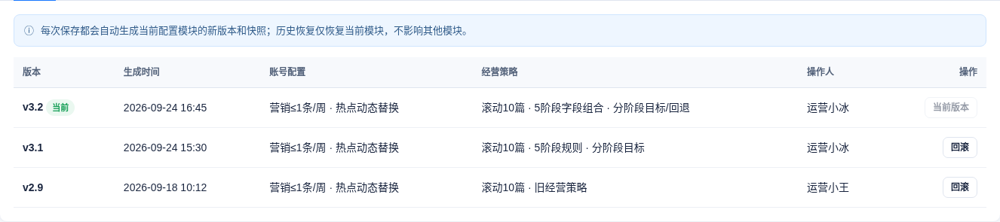 ⓘ 每次保存都会自动生成当前配置模块的新版本和快照；历史恢复仅恢复当前模块，不影响其他模块。
版本 生成时间 账号配置 经营策略 操作人 操作
v3.2 当前 2026-09-24 16:45 营销≤1条/周 · 热点动态替换 滚动10篇 · 5阶段字段组合 · 分阶段目标/回退 运营小冰 当前版本
v3.1 2026-09-24 15:30 营销≤1条/周 · 热点动态替换 滚动10篇 · 5阶段规则 · 分阶段目标 运营小冰 回滚
v2.9 2026-09-18 10:12 营销≤1条/周 · 热点动态替换 滚动10篇 · 旧经营策略 运营小王 回滚